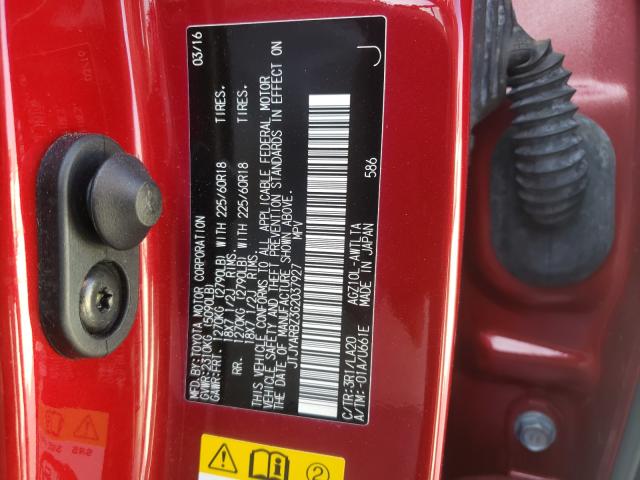 MFD.BY:TOYOTA MOTOR CORPORATION 03/16
GVWR:2310KG (5090LB)
GAWR:FRT. 1270KG (2790LB) WITH 225/60R18 TIRES,
18X7 1/2J RIMS.
RR. 1270KG (2790LB) WITH 225/60R18 TIRES,
18X7 1/2J RIMS.
THIS VEHICLE CONFORMS TO ALL APPLICABLE FEDERAL MOTOR
VEHICLE SAFETY AND THEFT PREVENTION STANDARDS IN EFFECT ON
THE DATE OF MANUFACTURE SHOWN ABOVE.
JTJYARBZ3G2037927 MPV
J
586
C/TR:3R1/LA20 AGZ10L-AWTLTA
A/TM:-01A/U661E MADE IN JAPAN
2